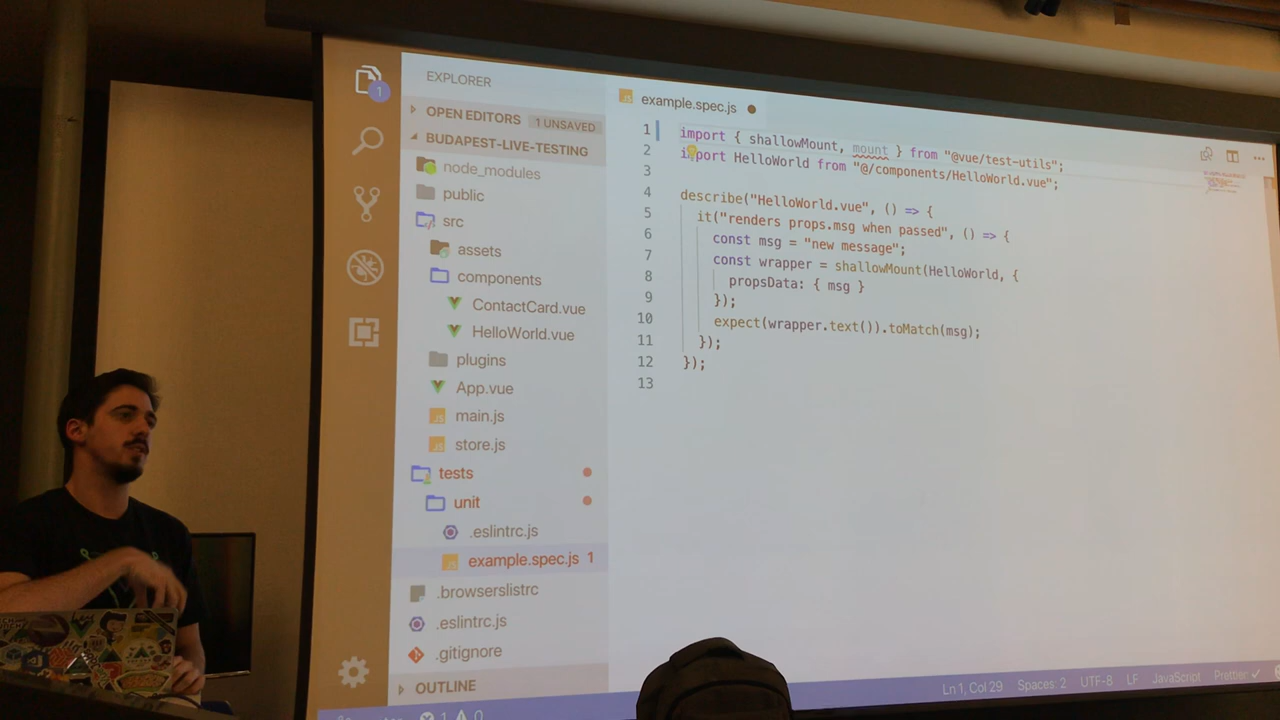 EXPLORER
OPEN EDITORS 1 UNSAVED
BUDAPEST-LIVE-TESTING
node_modules
public
src
assets
components
ContactCard.vue
HelloWorld.vue
plugins
App.vue
main.js
store.js
tests
unit
.eslintrc.js
example.spec.js 1
.browserslistrc
.eslintrc.js
.gitignore
OUTLINE
1
example.spec.js
1 import { shallowMount, mount } from "@vue/test-utils";
2 import HelloWorld from "@/components/HelloWorld.vue";
3
4 describe("HelloWorld.vue", () => {
5 it("renders props.msg when passed", () => {
6 const msg = "new message";
7 const wrapper = shallowMount(HelloWorld, {
8 propsData: { msg }
9 });
10 expect(wrapper.text()).toMatch(msg);
11 });
12 });
13
1 0
Ln 1, Col 29 Spaces: 2 UTF-8 LF JavaScript Prettier: ✓